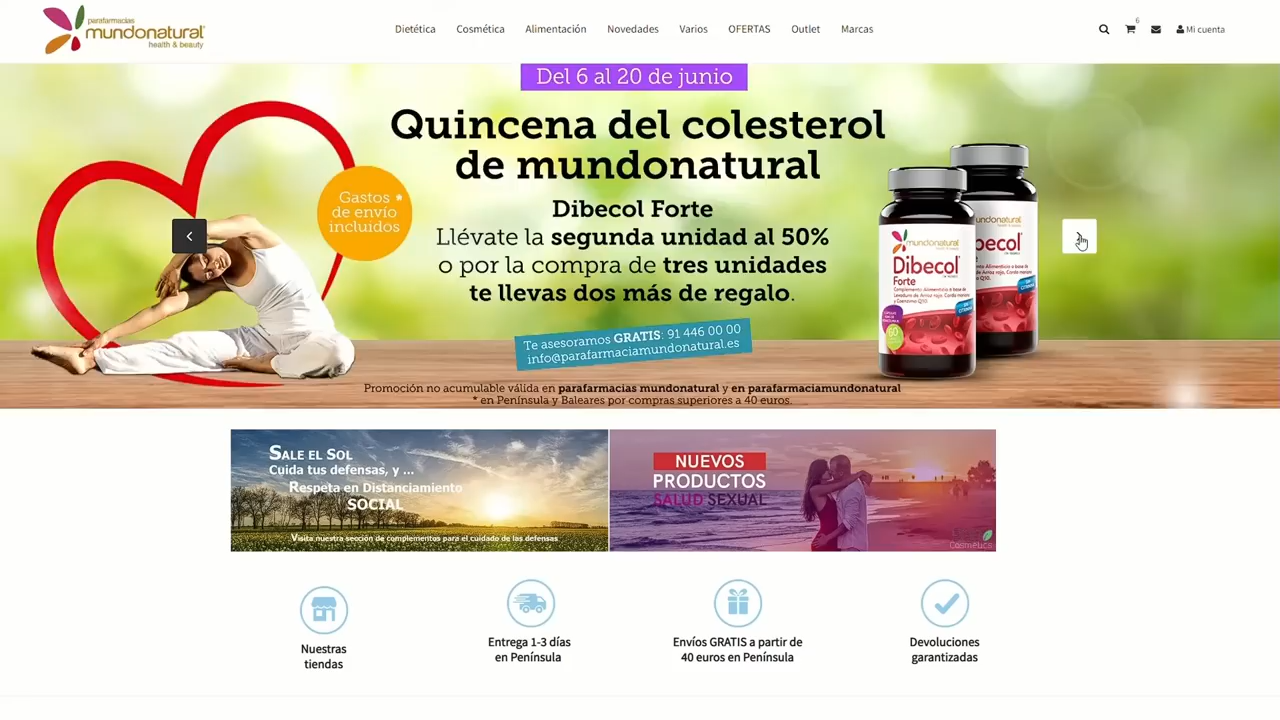 parafarmacias
mundonatural
health & beauty
Dietética
Cosmética
Alimentación
Novedades
Varios
OFERTAS
Outlet
Marcas
6
Mi cuenta
Del 6 al 20 de junio
Quincena del colesterol
de mundonatural
Gastos *
de envío
incluidos
Dibecol Forte
Llévate la segunda unidad al 50%
o por la compra de tres unidades
te llevas dos más de regalo.
Te asesoramos GRATIS: 91 446 00 00
info@parafarmaciamundonatural.es
Promoción no acumulable válida en parafarmacias mundonatural y en parafarmaciamundonatural
* en Península y Baleares por compras superiores a 40 euros.
mundonatural
Dibecol
Forte
60
SALE EL SOL
Cuida tus defensas, y ...
Respeta en Distanciamiento
SOCIAL
Visita nuestra sección de complementos para el cuidado de las defensas
NUEVOS
PRODUCTOS
SALUD SEXUAL
Cosmetics
Nuestras
tiendas
Entrega 1-3 días
en Península
Envíos GRATIS a partir de
40 euros en Península
Devoluciones
garantizadas